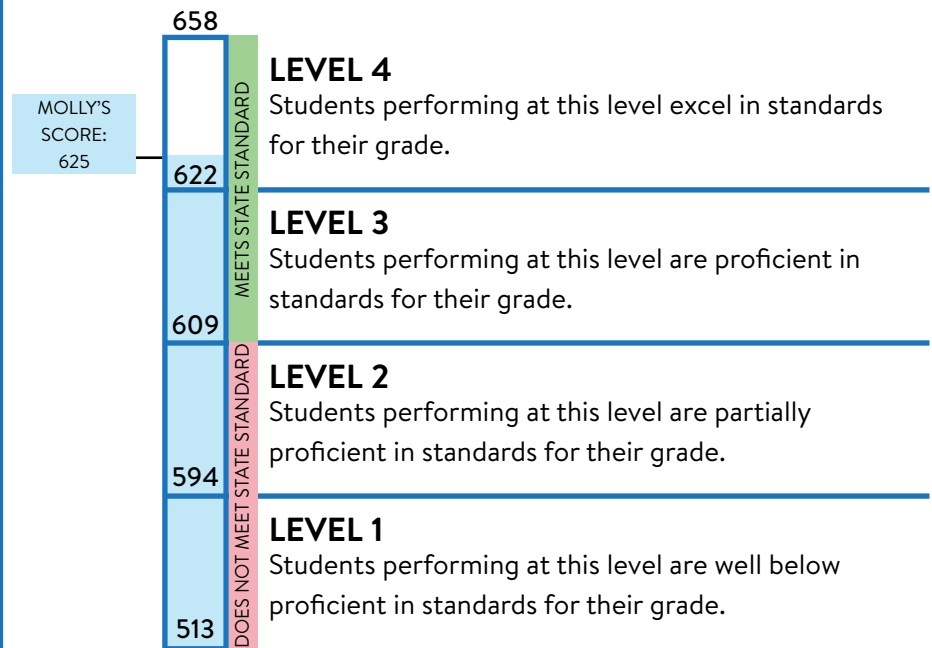 658
MOLLY'S
SCORE:
625
622
609
594
513
MEETS STATE STANDARD
DOES NOT MEET STATE STANDARD
LEVEL 4
Students performing at this level excel in standards
for their grade.
LEVEL 3
Students performing at this level are proficient in
standards for their grade.
LEVEL 2
Students performing at this level are partially
proficient in standards for their grade.
LEVEL 1
Students performing at this level are well below
proficient in standards for their grade.